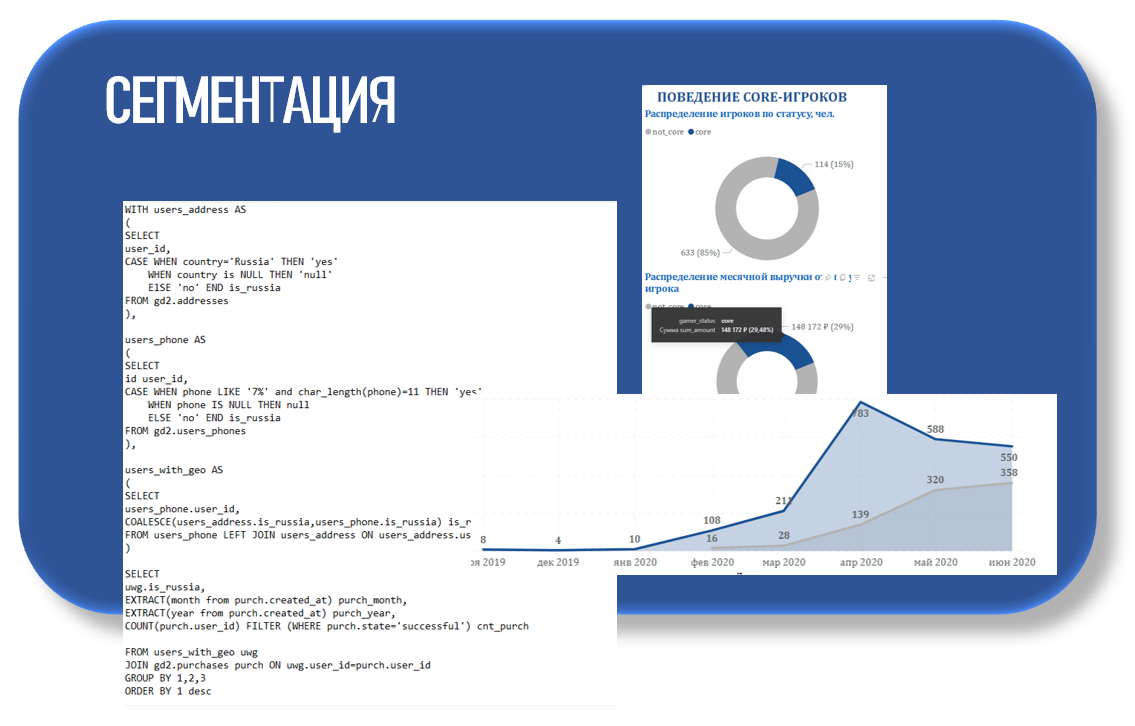 СЕГМЕНТАЦИЯ
WITH users_address AS
(
SELECT
user_id,
CASE WHEN country='Russia' THEN 'yes'
WHEN country is NULL THEN 'null'
ElSE 'no' END is_russia
FROM gd2.addresses
),
users_phone AS
(
SELECT
id user_id,
CASE WHEN phone LIKE '7%' and char_length(phone)=11 THEN 'yes'
WHEN phone IS NULL THEN null
ELSE 'no' END is_russia
FROM gd2.users_phones
),
users_with_geo AS
(
SELECT
users_phone.user_id,
COALESCE(users_address.is_russia,users_phone.is_russia) is_r
FROM users_phone LEFT JOIN users_address ON users_address.us
)
SELECT
uwg.is_russia,
EXTRACT(month from purch.created_at) purch_month,
EXTRACT(year from purch.created_at) purch_year,
COUNT(purch.user_id) FILTER (WHERE purch.state='successful') cnt_purch
FROM users_with_geo uwg
JOIN gd2.purchases purch ON uwg.user_id=purch.user_id
GROUP BY 1,2,3
ORDER BY 1 desc
ПОВЕДЕНИЕ CORE-ИГРОКОВ
Распределение игроков по статусу, чел.
not_core core
114 (15%)
633 (85%)
Распределение месячной выручки
игрока
not_core core
gamer_status core
Сумма sum_amount 148 172 ₽ (29,48%)
148 172 ₽ (29%)
783
588
550
358
320
211
139
108
16
28
8
4
10
я 2019 дек 2019 янв 2020 фев 2020 мар 2020 апр 2020 май 2020 июн 2020